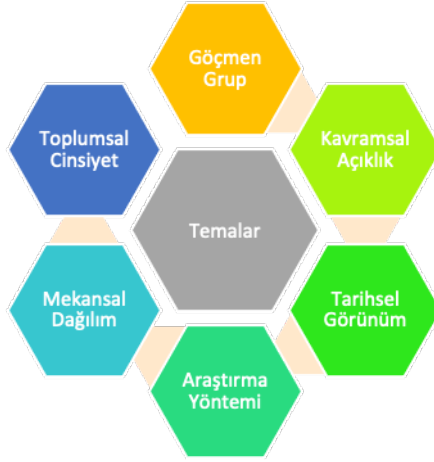 Göçmen
Grup
Toplumsal
Cinsiyet
Kavramsal
Açıklık
Temalar
Mekansal
Dağılım
Tarihsel
Görünüm
Araştırma
Yöntemi